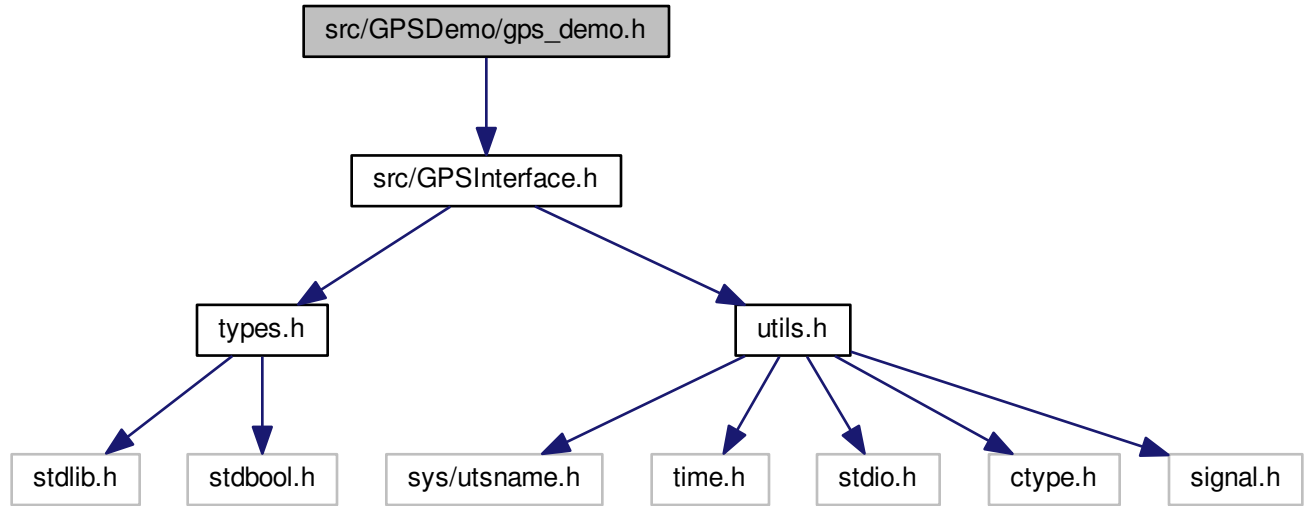 src/GPSDemo/gps_demo.h
src/GPSInterface.h
types.h
utils.h
stdlib.h
stdbool.h
sys/utsname.h
time.h
stdio.h
ctype.h
signal.h